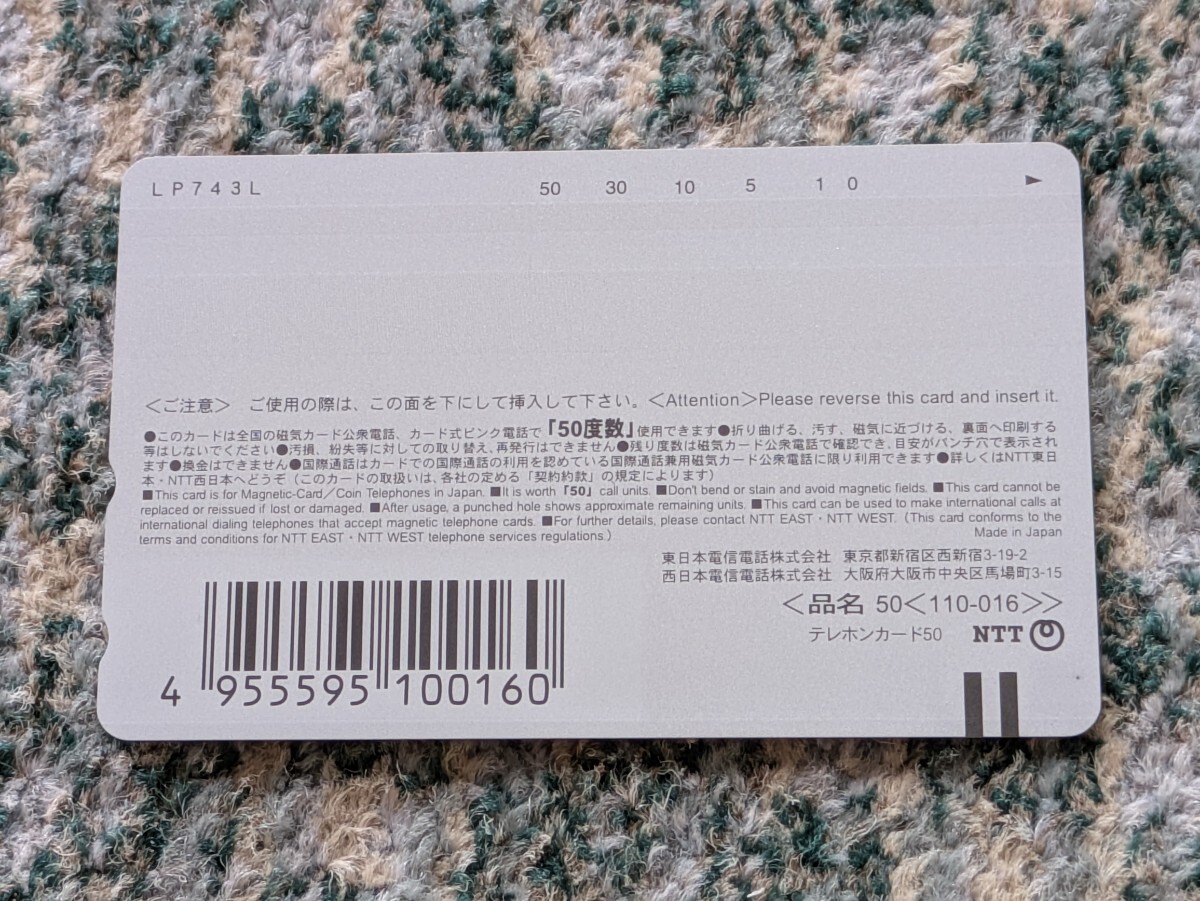 LP743L 50 30 10 5 1 0 ►
＜ご注意＞ ご使用の際は、この面を下にして挿入して下さい。＜Attention＞Please reverse this card and insert it.
●このカードは全国の磁気カード公衆電話、カード式ピンク電話で「50度数」使用できます●折り曲げる、汚す、磁気に近づける、裏面へ印刷する
等はしないでください●汚損、紛失等に対しての取り替え、再発行はできません●残り度数は磁気カード公衆電話で確認でき、目安がパンチ穴で表示され
ます●換金はできません●国際通話はカードでの国際通話の利用を認めている国際通話兼用磁気カード公衆電話に限り利用できます●詳しくはNTT東日
本・NTT西日本へどうぞ（このカードの取扱いは、各社の定める「契約約款」の規定によります）
■This card is for Magnetic-Card／Coin Telephones in Japan. ■It is worth「50」call units. ■Don't bend or stain and avoid magnetic fields. ■This card cannot be
replaced or reissued if lost or damaged. ■After usage, a punched hole shows approximate remaining units. ■This card can be used to make international calls at
international dialing telephones that accept magnetic telephone cards. ■For further details, please contact NTT EAST・NTT WEST.（This card conforms to the
terms and conditions for NTT EAST・NTT WEST telephone services regulations.） Made in Japan
東日本電信電話株式会社 東京都新宿区西新宿3-19-2
西日本電信電話株式会社 大阪府大阪市中央区馬場町3-15
＜品名 50＜110-016＞＞
テレホンカード50 NTT
4 955595 100160